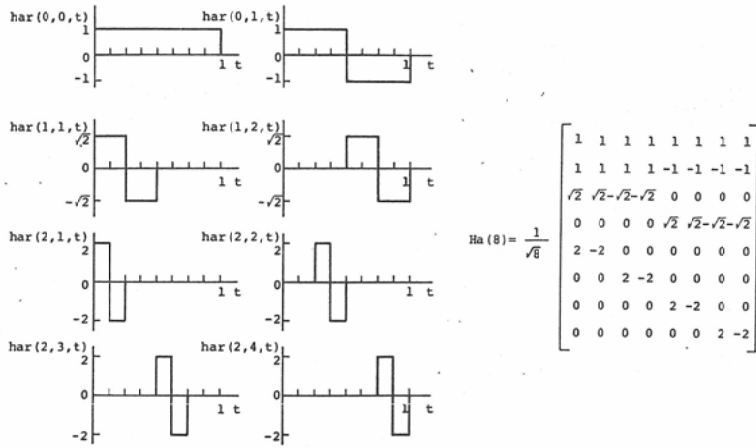 har(0,0,t)
1
0
-1
1 t
har(0,1,t)
1
0
-1
1 t
har(1,1,t)
√2
0
-√2
1 t
har(1,2,t)
√2
0
-√2
1 t
har(2,1,t)
2
0
-2
1 t
har(2,2,t)
2
0
-2
1 t
har(2,3,t)
2
0
-2
1 t
har(2,4,t)
2
0
-2
1 t
Ha(8)= 1/√8
1 1 1 1 1 1 1 1
1 1 1 1 -1 -1 -1 -1
√2 √2 -√2 -√2 0 0 0 0
0 0 0 0 √2 √2 -√2 -√2
2 -2 0 0 0 0 0 0
0 0 2 -2 0 0 0 0
0 0 0 0 2 -2 0 0
0 0 0 0 0 0 2 -2